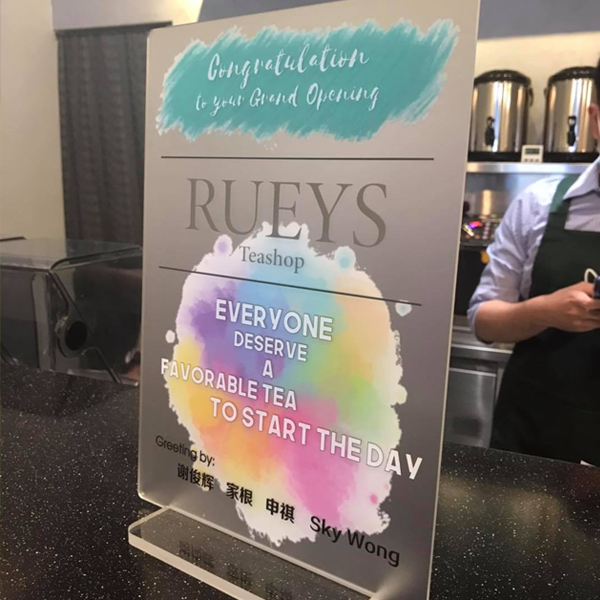 Congratulation
to your Grand Opening
RUEYS
Teashop
EVERYONE
DESERVE
A
FAVORABLE TEA
TO START THE DAY
Greeting by:
谢俊辉 家根 申祺 Sky Wong